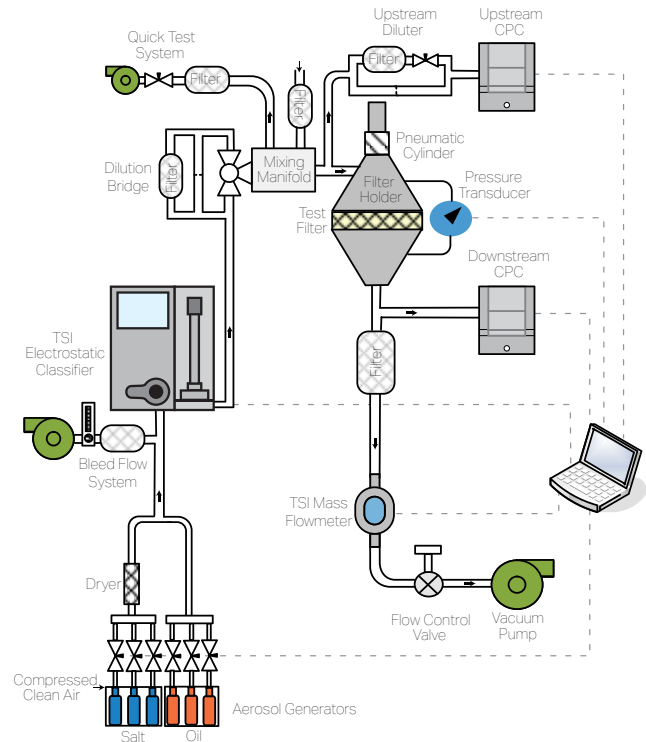 Upstream
Diluter
Upstream
CPC
Quick Test
System
Filter
Filter
Filter
Pneumatic
Cylinder
Mixing
Manifold
Dilution
Bridge
Filter
Filter
Holder
Pressure
Transducer
Test
Filter
Downstream
CPC
TSI
Electrostatic
Classifier
Filter
Bleed Flow
System
TSI Mass
Flowmeter
Dryer
Flow Control
Valve
Vacuum
Pump
Compressed
Clean Air
Aerosol Generators
Salt
Oil